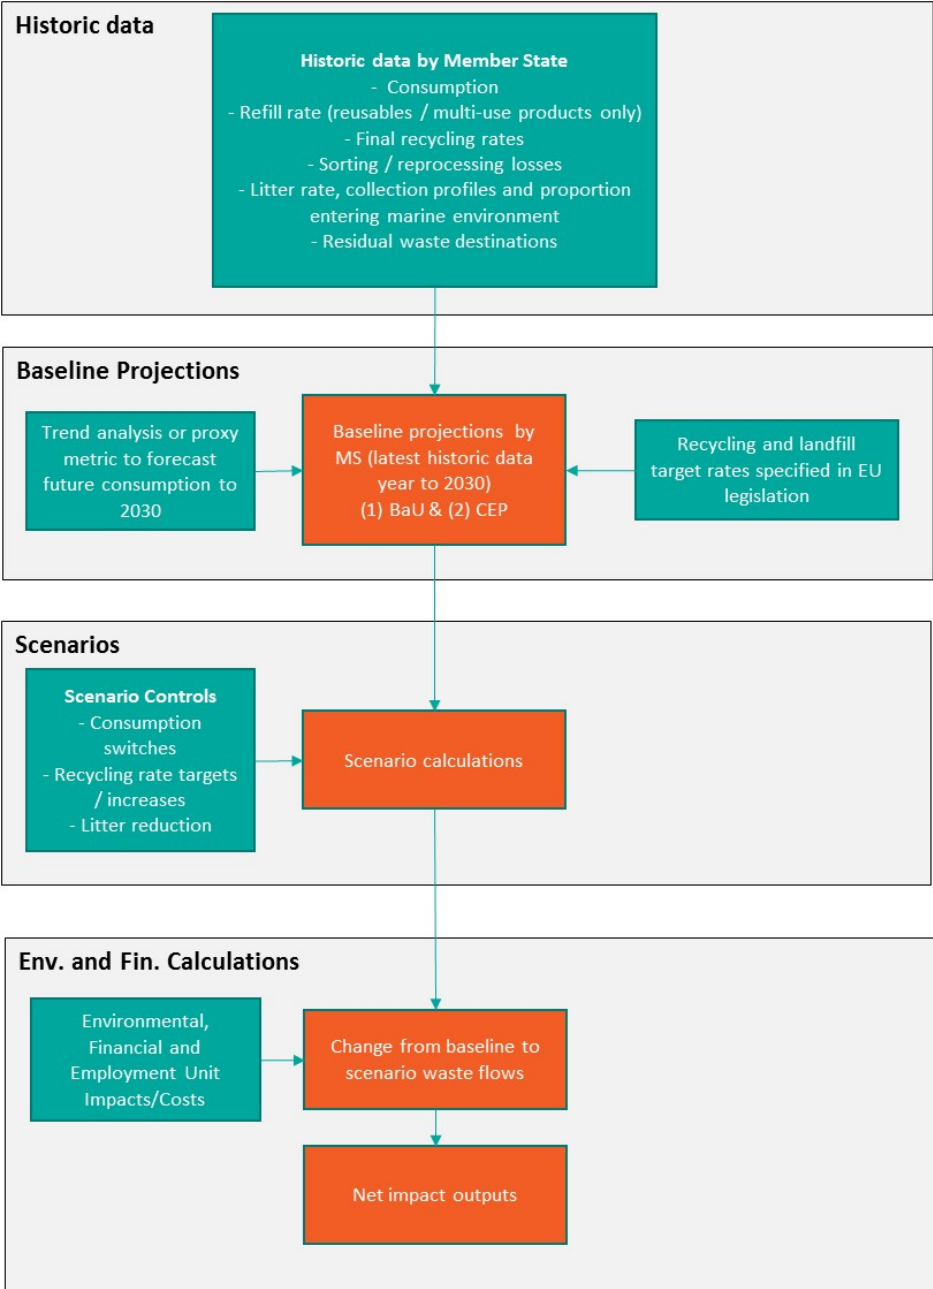 Historic data
Historic data by Member State
- Consumption
- Refill rate (reusables / multi-use products only)
- Final recycling rates
- Sorting / reprocessing losses
- Litter rate, collection profiles and proportion
entering marine environment
- Residual waste destinations
Baseline Projections
Trend analysis or proxy
metric to forecast
future consumption to
2030
Baseline projections by
MS (latest historic data
year to 2030)
(1) BaU & (2) CEP
Recycling and landfill
target rates specified in EU
legislation
Scenarios
Scenario Controls
- Consumption
switches
- Recycling rate targets
/ increases
- Litter reduction
Scenario calculations
Env. and Fin. Calculations
Environmental,
Financial and
Employment Unit
Impacts/Costs
Change from baseline to
scenario waste flows
Net impact outputs